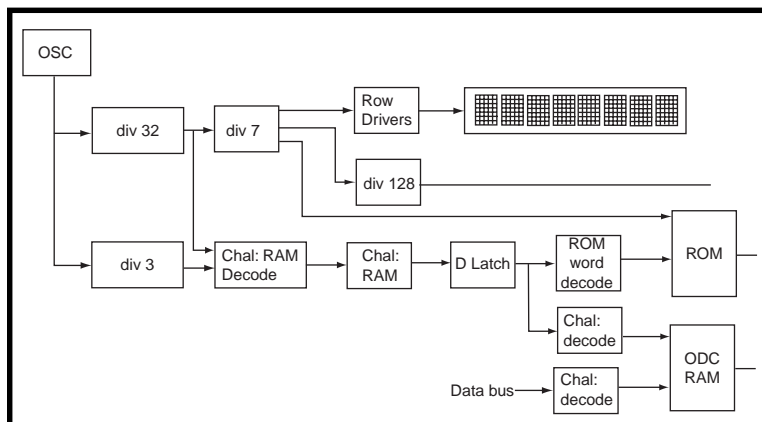 OSC
Row
Drivers
div 32
div 7
div 128
div 3
Chal: RAM
Decode
Chal:
RAM
D Latch
ROM
word
decode
ROM
Chal:
decode
ODC
RAM
Data bus
Chal:
decode